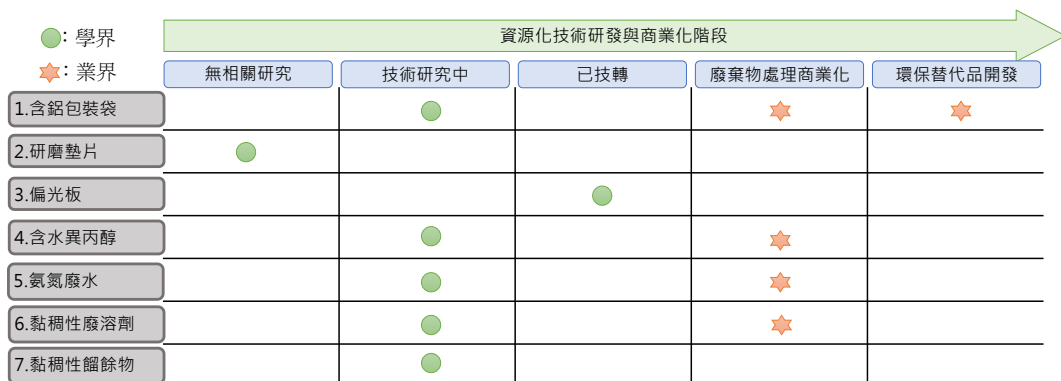 ：學界
：業界
資源化技術研發與商業化階段
無相關研究 技術研究中 已技轉 廢棄物處理商業化 環保替代品開發
1.含鋁包裝袋
2.研磨墊片
3.偏光板
4.含水異丙醇
5.氨氮廢水
6.黏稠性廢溶劑
7.黏稠性餾餘物